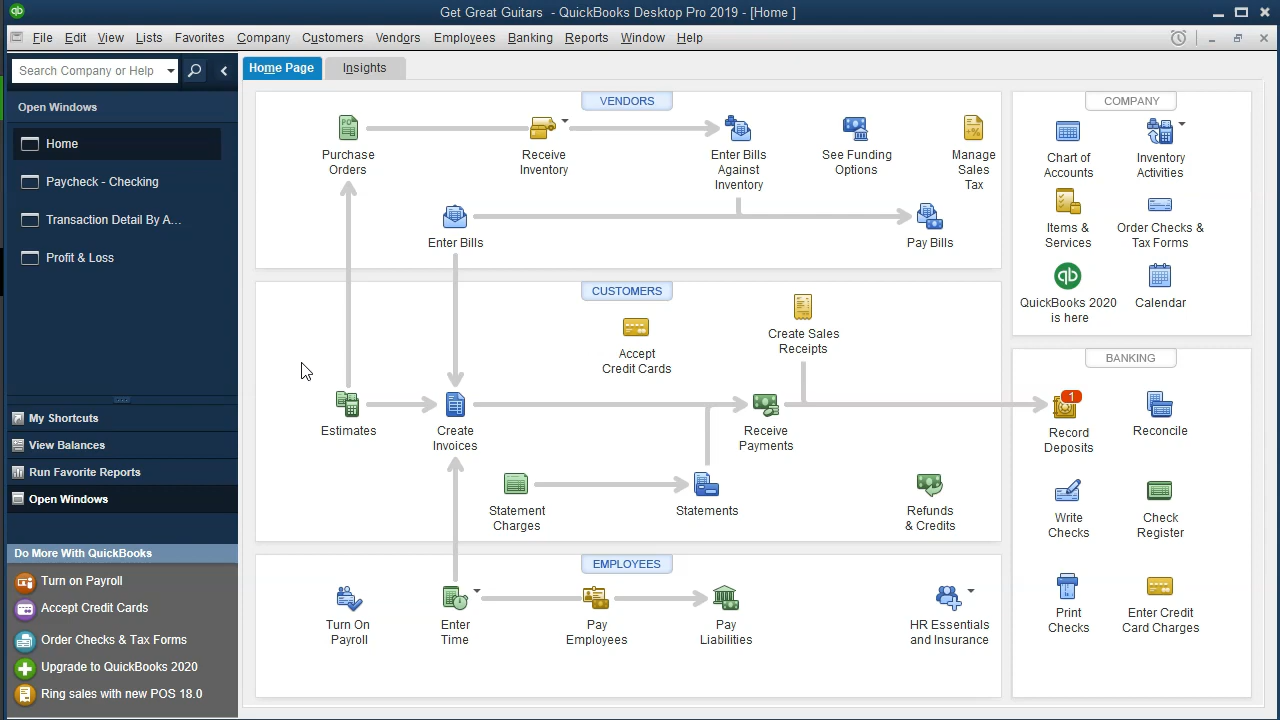 qb
Get Great Guitars - QuickBooks Desktop Pro 2019 - [Home ]
File Edit View Lists Favorites Company Customers Vendors Employees Banking Reports Window Help
Search Company or Help
Home Page Insights
Open Windows
Home
Paycheck - Checking
Transaction Detail By A...
Profit & Loss
My Shortcuts
View Balances
Run Favorite Reports
Open Windows
Do More With QuickBooks
Turn on Payroll
Accept Credit Cards
Order Checks & Tax Forms
Upgrade to QuickBooks 2020
Ring sales with new POS 18.0
VENDORS
PO
Purchase
Orders
Receive
Inventory
Enter Bills
Against
Inventory
See Funding
Options
Manage
Sales
Tax
Enter Bills
Pay Bills
CUSTOMERS
Create Sales
Receipts
Accept
Credit Cards
Estimates
Create
Invoices
Receive
Payments
Statement
Charges
Statements
Refunds
& Credits
EMPLOYEES
Turn On
Payroll
Enter
Time
Pay
Employees
Pay
Liabilities
HR Essentials
and Insurance
COMPANY
Chart of
Accounts
Inventory
Activities
Items &
Services
Order Checks &
Tax Forms
qb
QuickBooks 2020
is here
Calendar
BANKING
1
Record
Deposits
Reconcile
Write
Checks
Check
Register
Print
Checks
Enter Credit
Card Charges